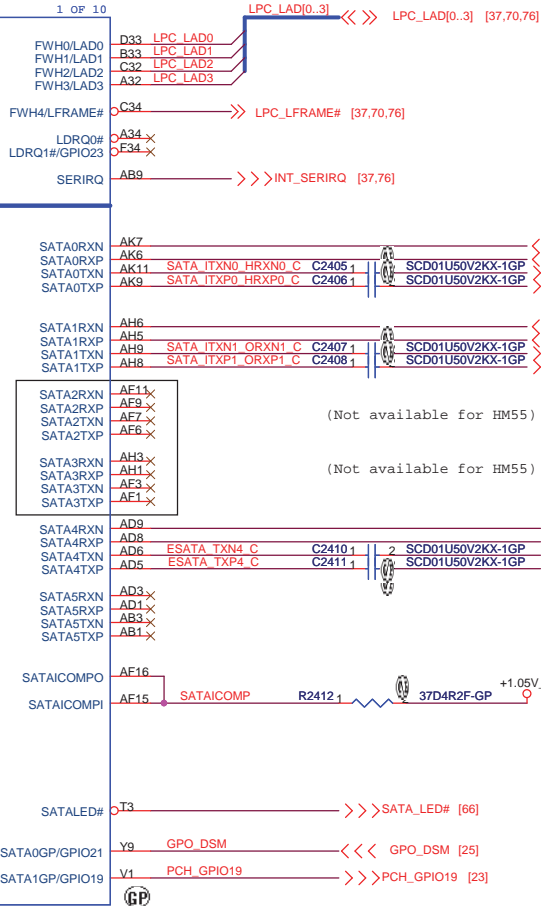 1 OF 10
LPC_LAD[0..3] LPC_LAD[0..3] [37,70,76]
FWH0/LAD0 D33 LPC_LAD0
FWH1/LAD1 B33 LPC_LAD1
FWH2/LAD2 C32 LPC_LAD2
FWH3/LAD3 A32 LPC_LAD3
FWH4/LFRAME# C34 LPC_LFRAME# [37,70,76]
LDRQ0# A34
LDRQ1#/GPIO23 F34
SERIRQ AB9 INT_SERIRQ [37,76]
SATA0RXN AK7
SATA0RXP AK6
SATA0TXN AK11 SATA_ITXN0_HRXN0_C C2405 1 SCD01U50V2KX-1GP
SATA0TXP AK9 SATA_ITXP0_HRXP0_C C2406 1 SCD01U50V2KX-1GP
SATA1RXN AH6
SATA1RXP AH5
SATA1TXN AH9 SATA_ITXN1_ORXN1_C C2407 1 SCD01U50V2KX-1GP
SATA1TXP AH8 SATA_ITXP1_ORXP1_C C2408 1 SCD01U50V2KX-1GP
SATA2RXN AF11
SATA2RXP AF9
SATA2TXN AF7 (Not available for HM55)
SATA2TXP AF6
SATA3RXN AH3
SATA3RXP AH1 (Not available for HM55)
SATA3TXN AF3
SATA3TXP AF1
SATA4RXN AD9
SATA4RXP AD8
SATA4TXN AD6 ESATA_TXN4_C C2410 1 2 SCD01U50V2KX-1GP
SATA4TXP AD5 ESATA_TXP4_C C2411 1 SCD01U50V2KX-1GP
SATA5RXN AD3
SATA5RXP AD1
SATA5TXN AB3
SATA5TXP AB1
SATAICOMPO AF16
SATAICOMPI AF15 SATAICOMP R2412 1 37D4R2F-GP +1.05V_
SATALED# T3 SATA_LED# [66]
SATA0GP/GPIO21 Y9 GPO_DSM GPO_DSM [25]
SATA1GP/GPIO19 V1 PCH_GPIO19 PCH_GPIO19 [23]
GP